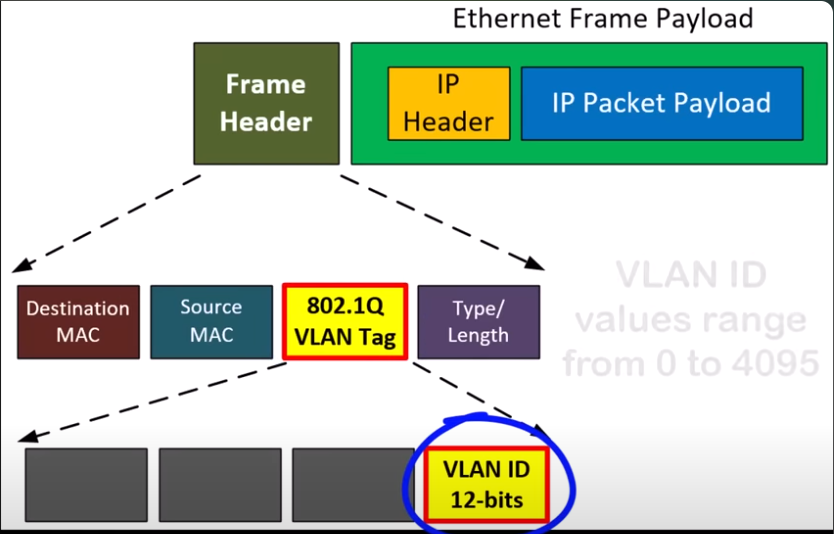 Ethernet Frame Payload
Frame
Header
IP
Header
IP Packet Payload
Destination
MAC
Source
MAC
802.1Q
VLAN Tag
Type/
Length
VLAN ID
values range
from 0 to 4095
VLAN ID
12-bits